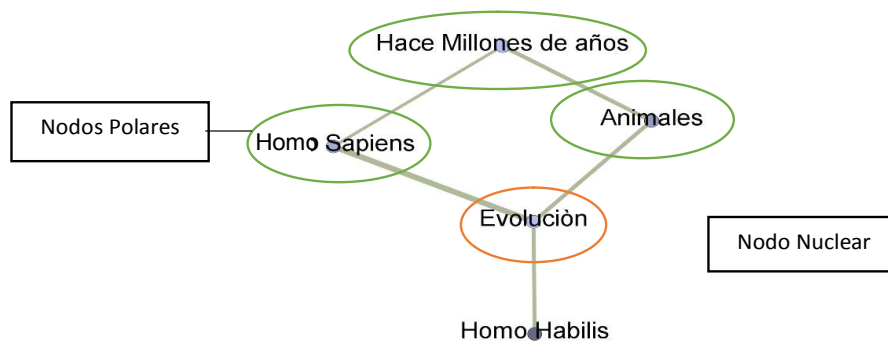 Hace Millones de años
Animales
Nodos Polares
Homo Sapiens
Evoluciòn
Nodo Nuclear
Homo Habilis